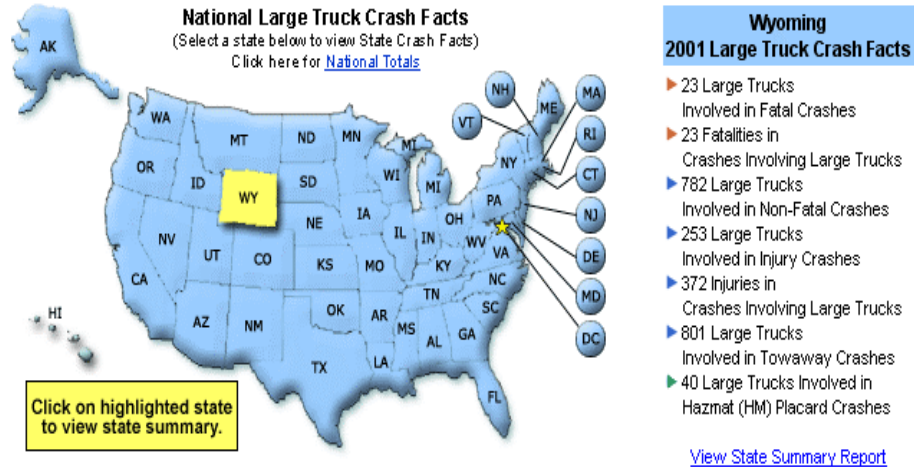 National Large Truck Crash Facts
(Select a state below to view State Crash Facts)
Click here for National Totals
AK
WA
MT
ND
MN
OR
ID
WY
SD
WI
MI
MI
NY
VT
NH
ME
MA
RI
CT
NJ
DE
MD
DC
NV
UT
CO
NE
IA
IL
IN
OH
PA
WV
VA
CA
KS
MO
KY
NC
TN
SC
AZ
NM
OK
AR
MS
AL
GA
TX
LA
FL
HI
Click on highlighted state
to view state summary.
Wyoming
2001 Large Truck Crash Facts
23 Large Trucks
Involved in Fatal Crashes
23 Fatalities in
Crashes Involving Large Trucks
782 Large Trucks
Involved in Non-Fatal Crashes
253 Large Trucks
Involved in Injury Crashes
372 Injuries in
Crashes Involving Large Trucks
801 Large Trucks
Involved in Towaway Crashes
40 Large Trucks Involved in
Hazmat (HM) Placard Crashes
View State Summary Report